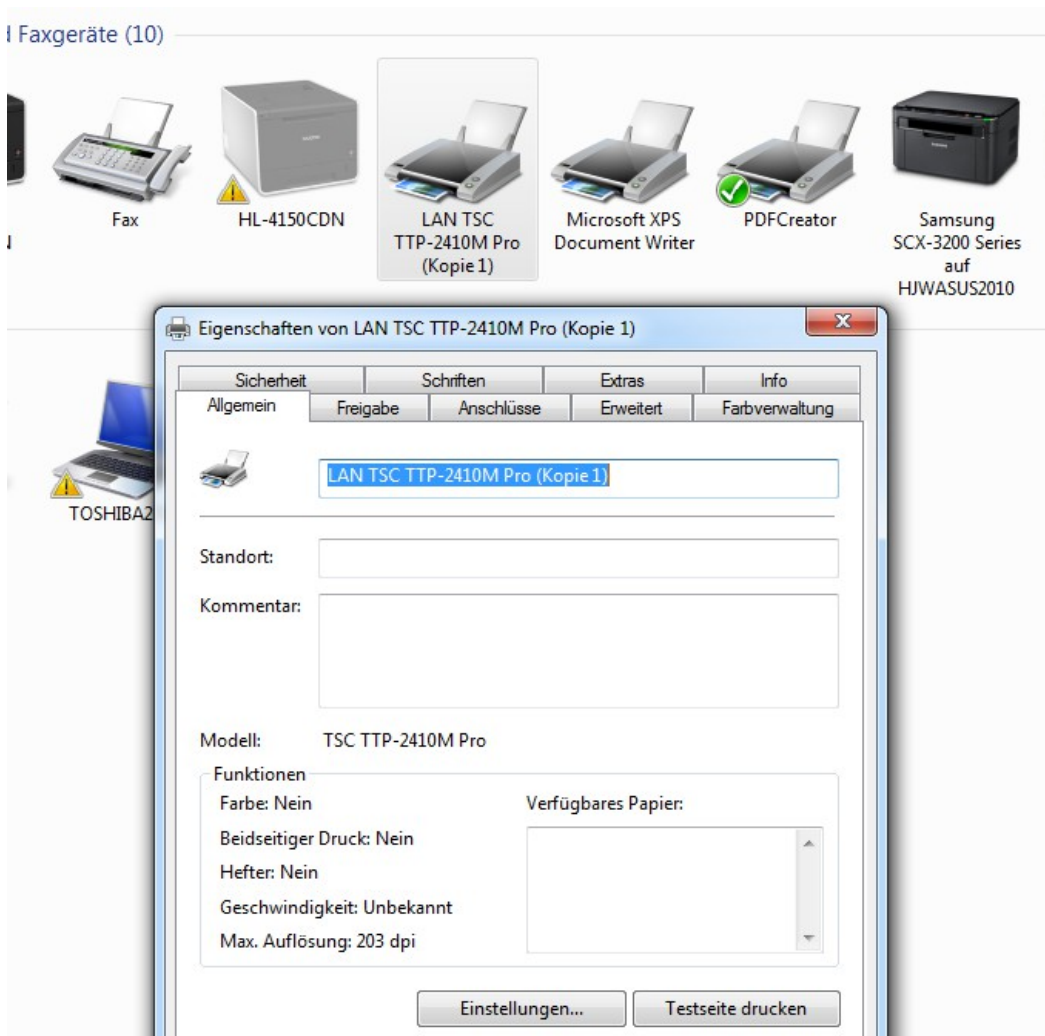 d Faxgeräte (10)
Fax
HL-4150CDN
LAN TSC
TTP-2410M Pro
(Kopie 1)
Microsoft XPS
Document Writer
PDFCreator
Samsung
SCX-3200 Series
auf
HJWASUS2010
N
TOSHIBA2
Eigenschaften von LAN TSC TTP-2410M Pro (Kopie 1)
Sicherheit Schriften Extras Info
Allgemein Freigabe Anschlüsse Erweitert Farbverwaltung
LAN TSC TTP-2410M Pro (Kopie 1)
Standort:
Kommentar:
Modell: TSC TTP-2410M Pro
Funktionen
Farbe: Nein Verfügbares Papier:
Beidseitiger Druck: Nein
Hefter: Nein
Geschwindigkeit: Unbekannt
Max. Auflösung: 203 dpi
Einstellungen... Testseite drucken